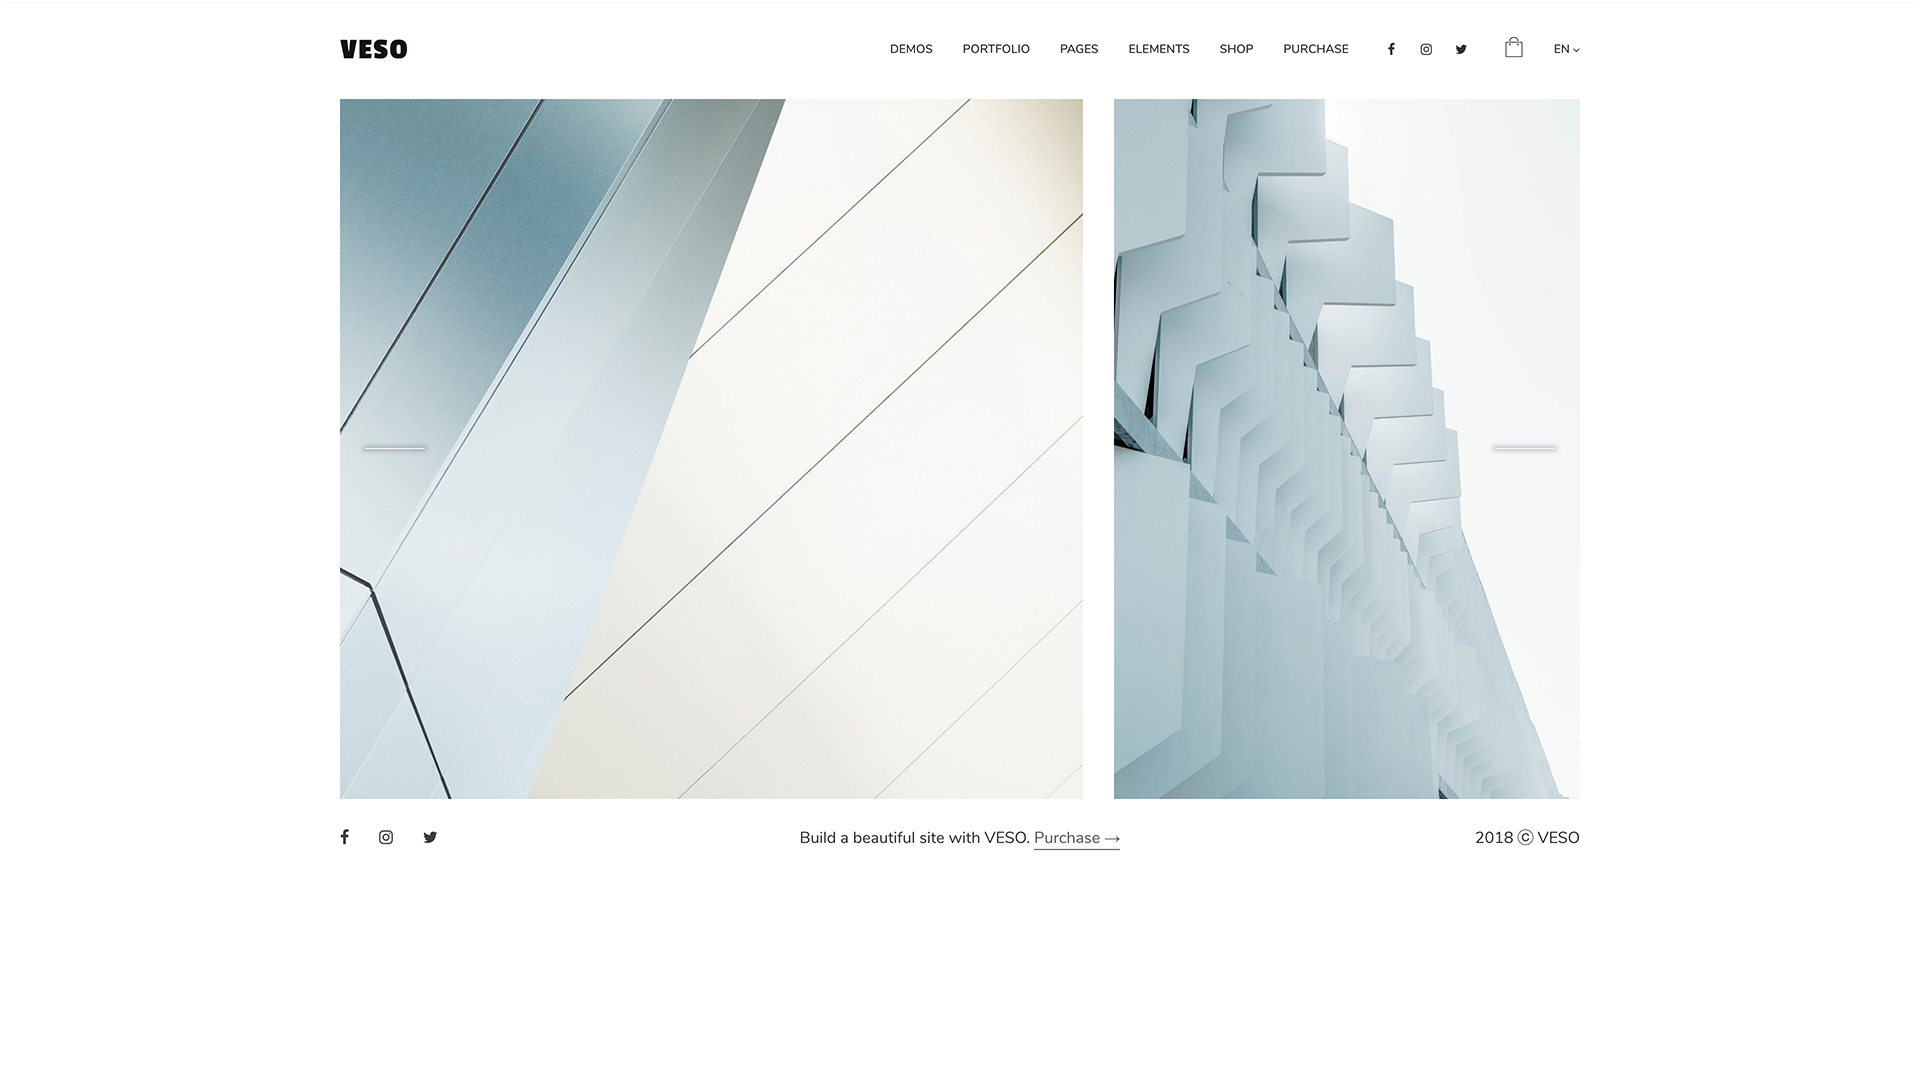 VESO
DEMOS PORTFOLIO PAGES ELEMENTS SHOP PURCHASE EN
Build a beautiful site with VESO. Purchase →
2018 ⓒ VESO